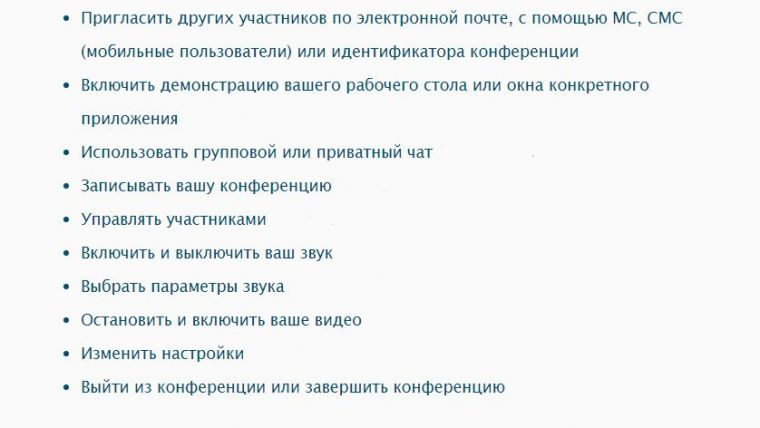 • Пригласить других участников по электронной почте, с помощью МС, СМС
(мобильные пользователи) или идентификатора конференции
• Включить демонстрацию вашего рабочего стола или окна конкретного
приложения
• Использовать групповой или приватный чат
• Записывать вашу конференцию
• Управлять участниками
• Включить и выключить ваш звук
• Выбрать параметры звука
• Остановить и включить ваше видео
• Изменить настройки
• Выйти из конференции или завершить конференцию